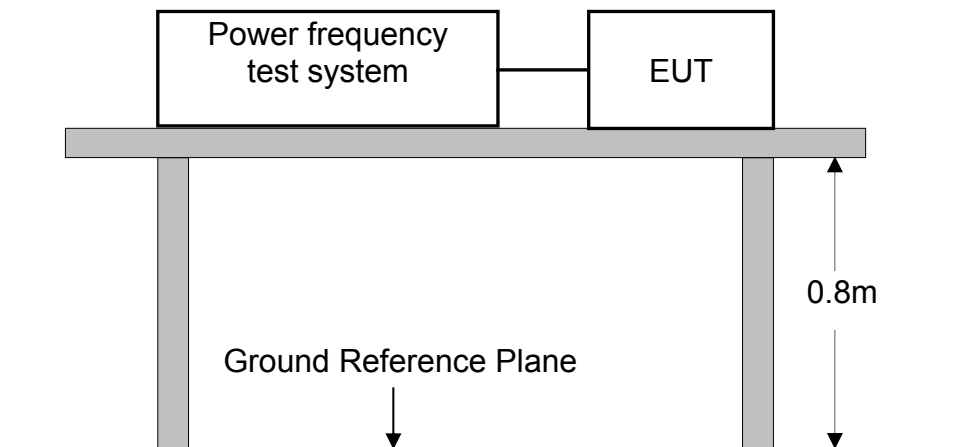 Power frequency
test system
EUT
0.8m
Ground Reference Plane